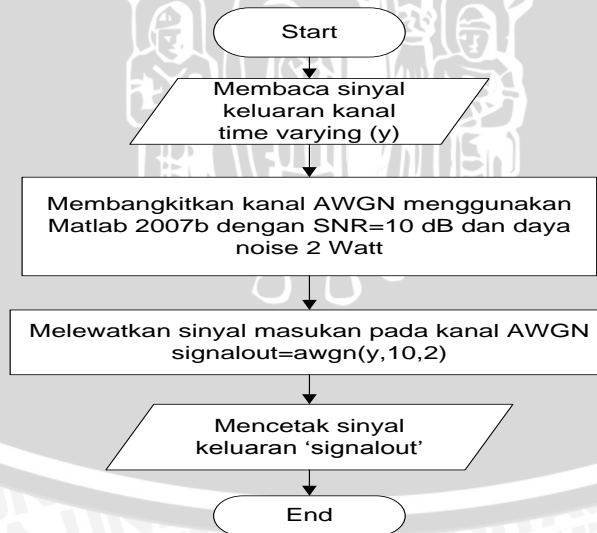 Start
Membaca sinyal
keluaran kanal
time varying (y)
Membangkitkan kanal AWGN menggunakan
Matlab 2007b dengan SNR=10 dB dan daya
noise 2 Watt
Melewatkan sinyal masukan pada kanal AWGN
signalout=awgn(y,10,2)
Mencetak sinyal
keluaran ‘signalout’
End